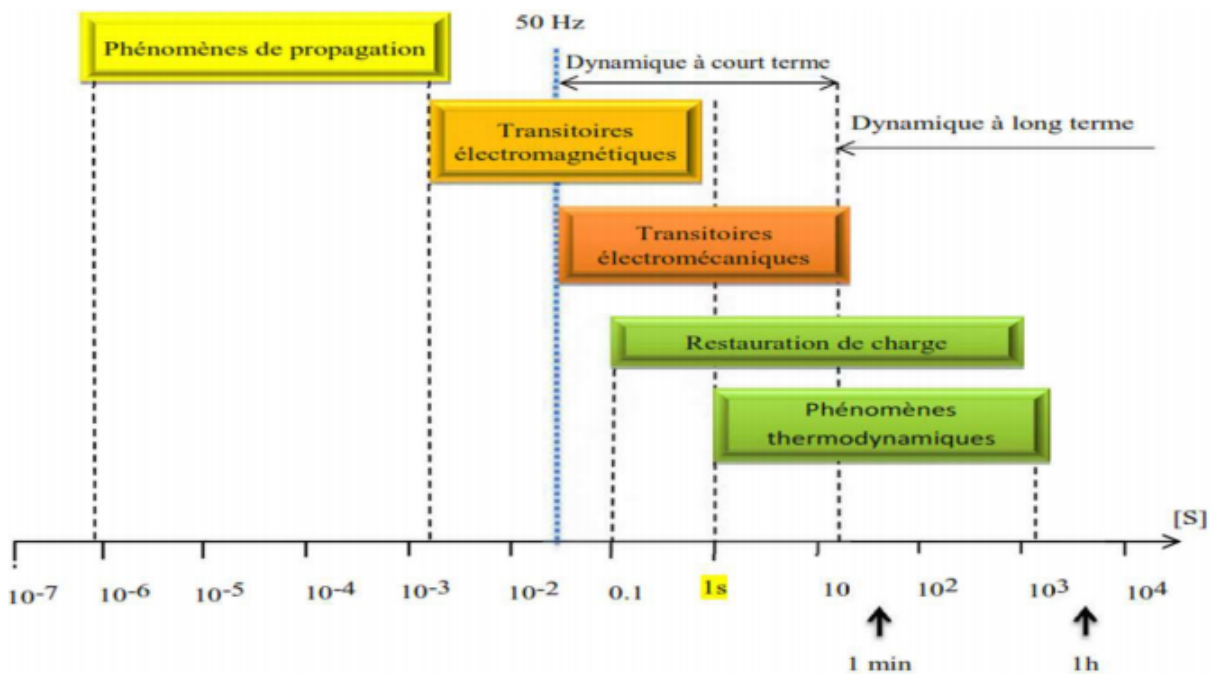 50 Hz
Phénomènes de propagation
Dynamique à court terme
Transitoires
électromagnétiques
Dynamique à long terme
Transitoires
électromécaniques
Restauration de charge
Phénomènes
thermodynamiques
[S]
10-7 10-6 10-5 10-4 10-3 10-2 0.1 1s 10 102 103 104
1 min 1h